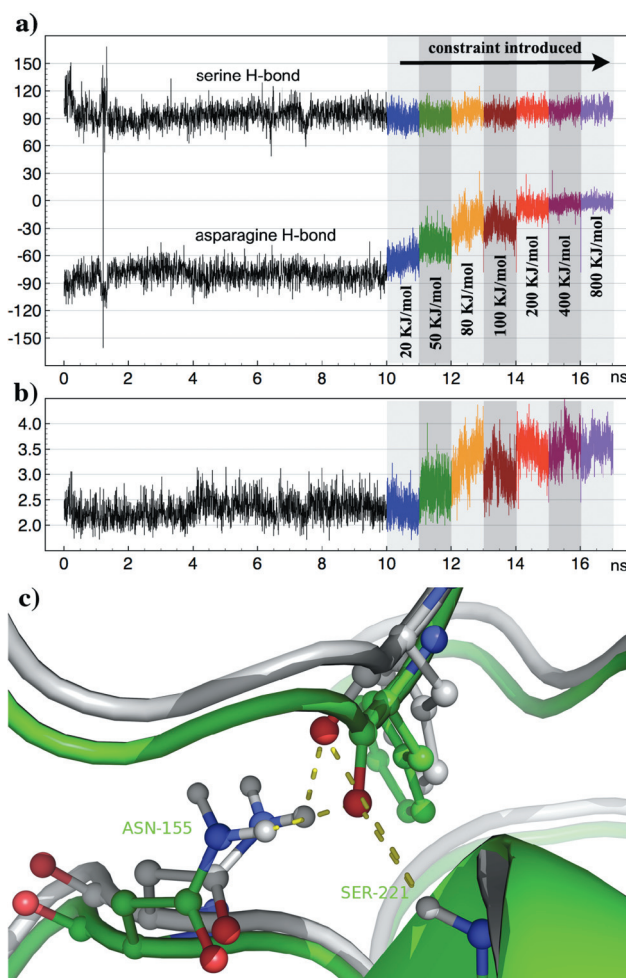 a)
constraint introduced
150
120
serine H-bond
90
60
30
0
-30
asparagine H-bond
-60
-90
-120
-150
20 KJ/mol
50 KJ/mol
80 KJ/mol
100 KJ/mol
200 KJ/mol
400 KJ/mol
800 KJ/mol
0 2 4 6 8 10 12 14 16 ns
b)
4.0
3.5
3.0
2.5
2.0
0 2 4 6 8 10 12 14 16 ns
c)
ASN-155
SER-221